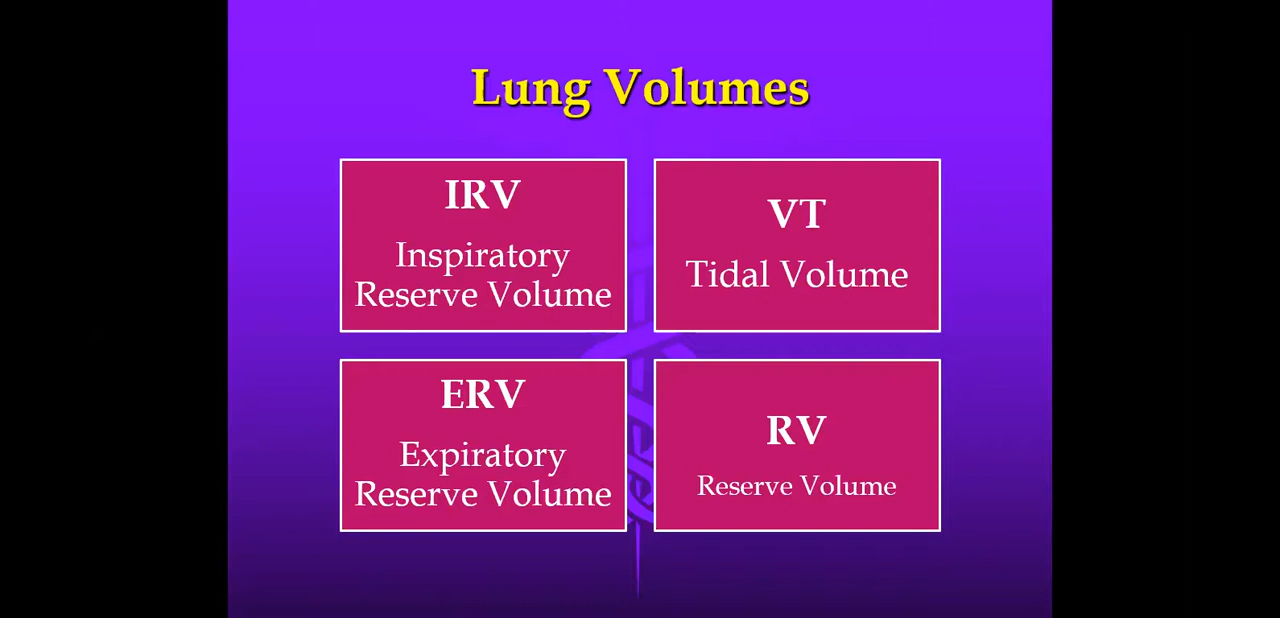 Lung Volumes
IRV
Inspiratory
Reserve Volume
VT
Tidal Volume
ERV
Expiratory
Reserve Volume
RV
Reserve Volume